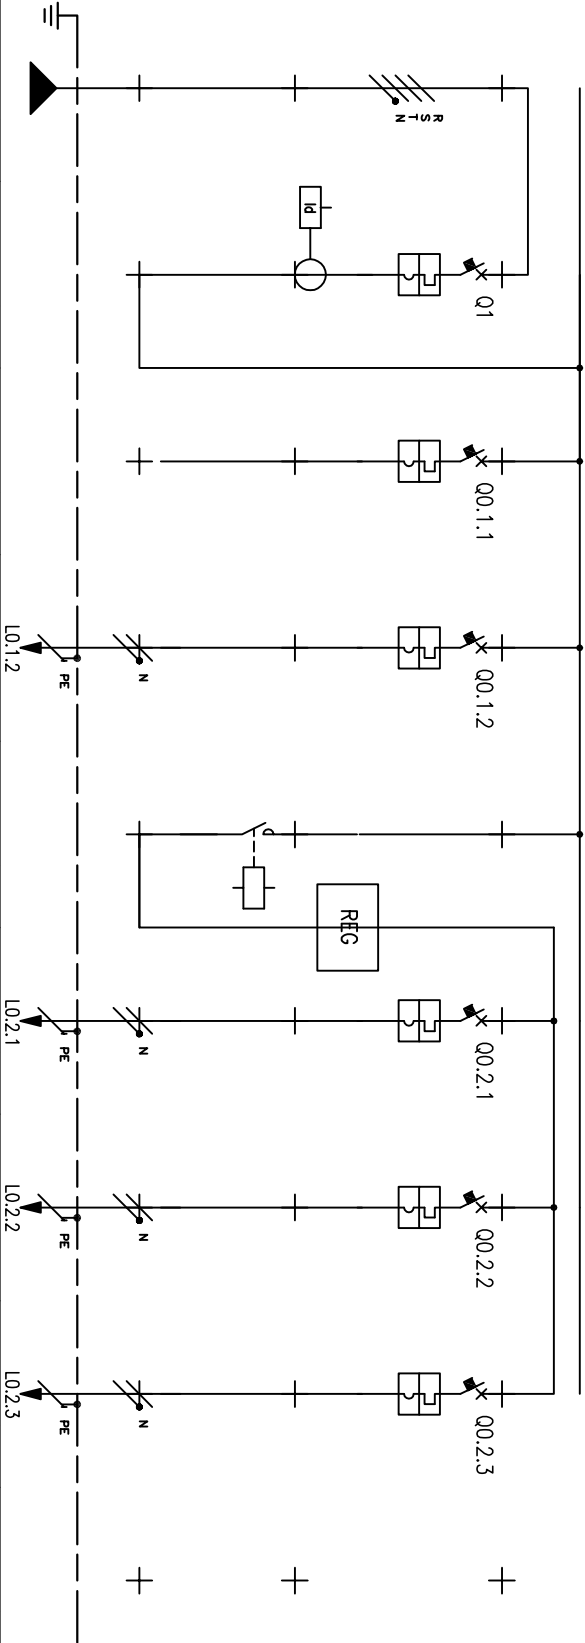 R
S
T
N
Id
Q1
Q0.1.1
Q0.1.2
N
PE
L0.1.2
REG
Q0.2.1
N
PE
L0.2.1
Q0.2.2
N
PE
L0.2.2
Q0.2.3
N
PE
L0.2.3